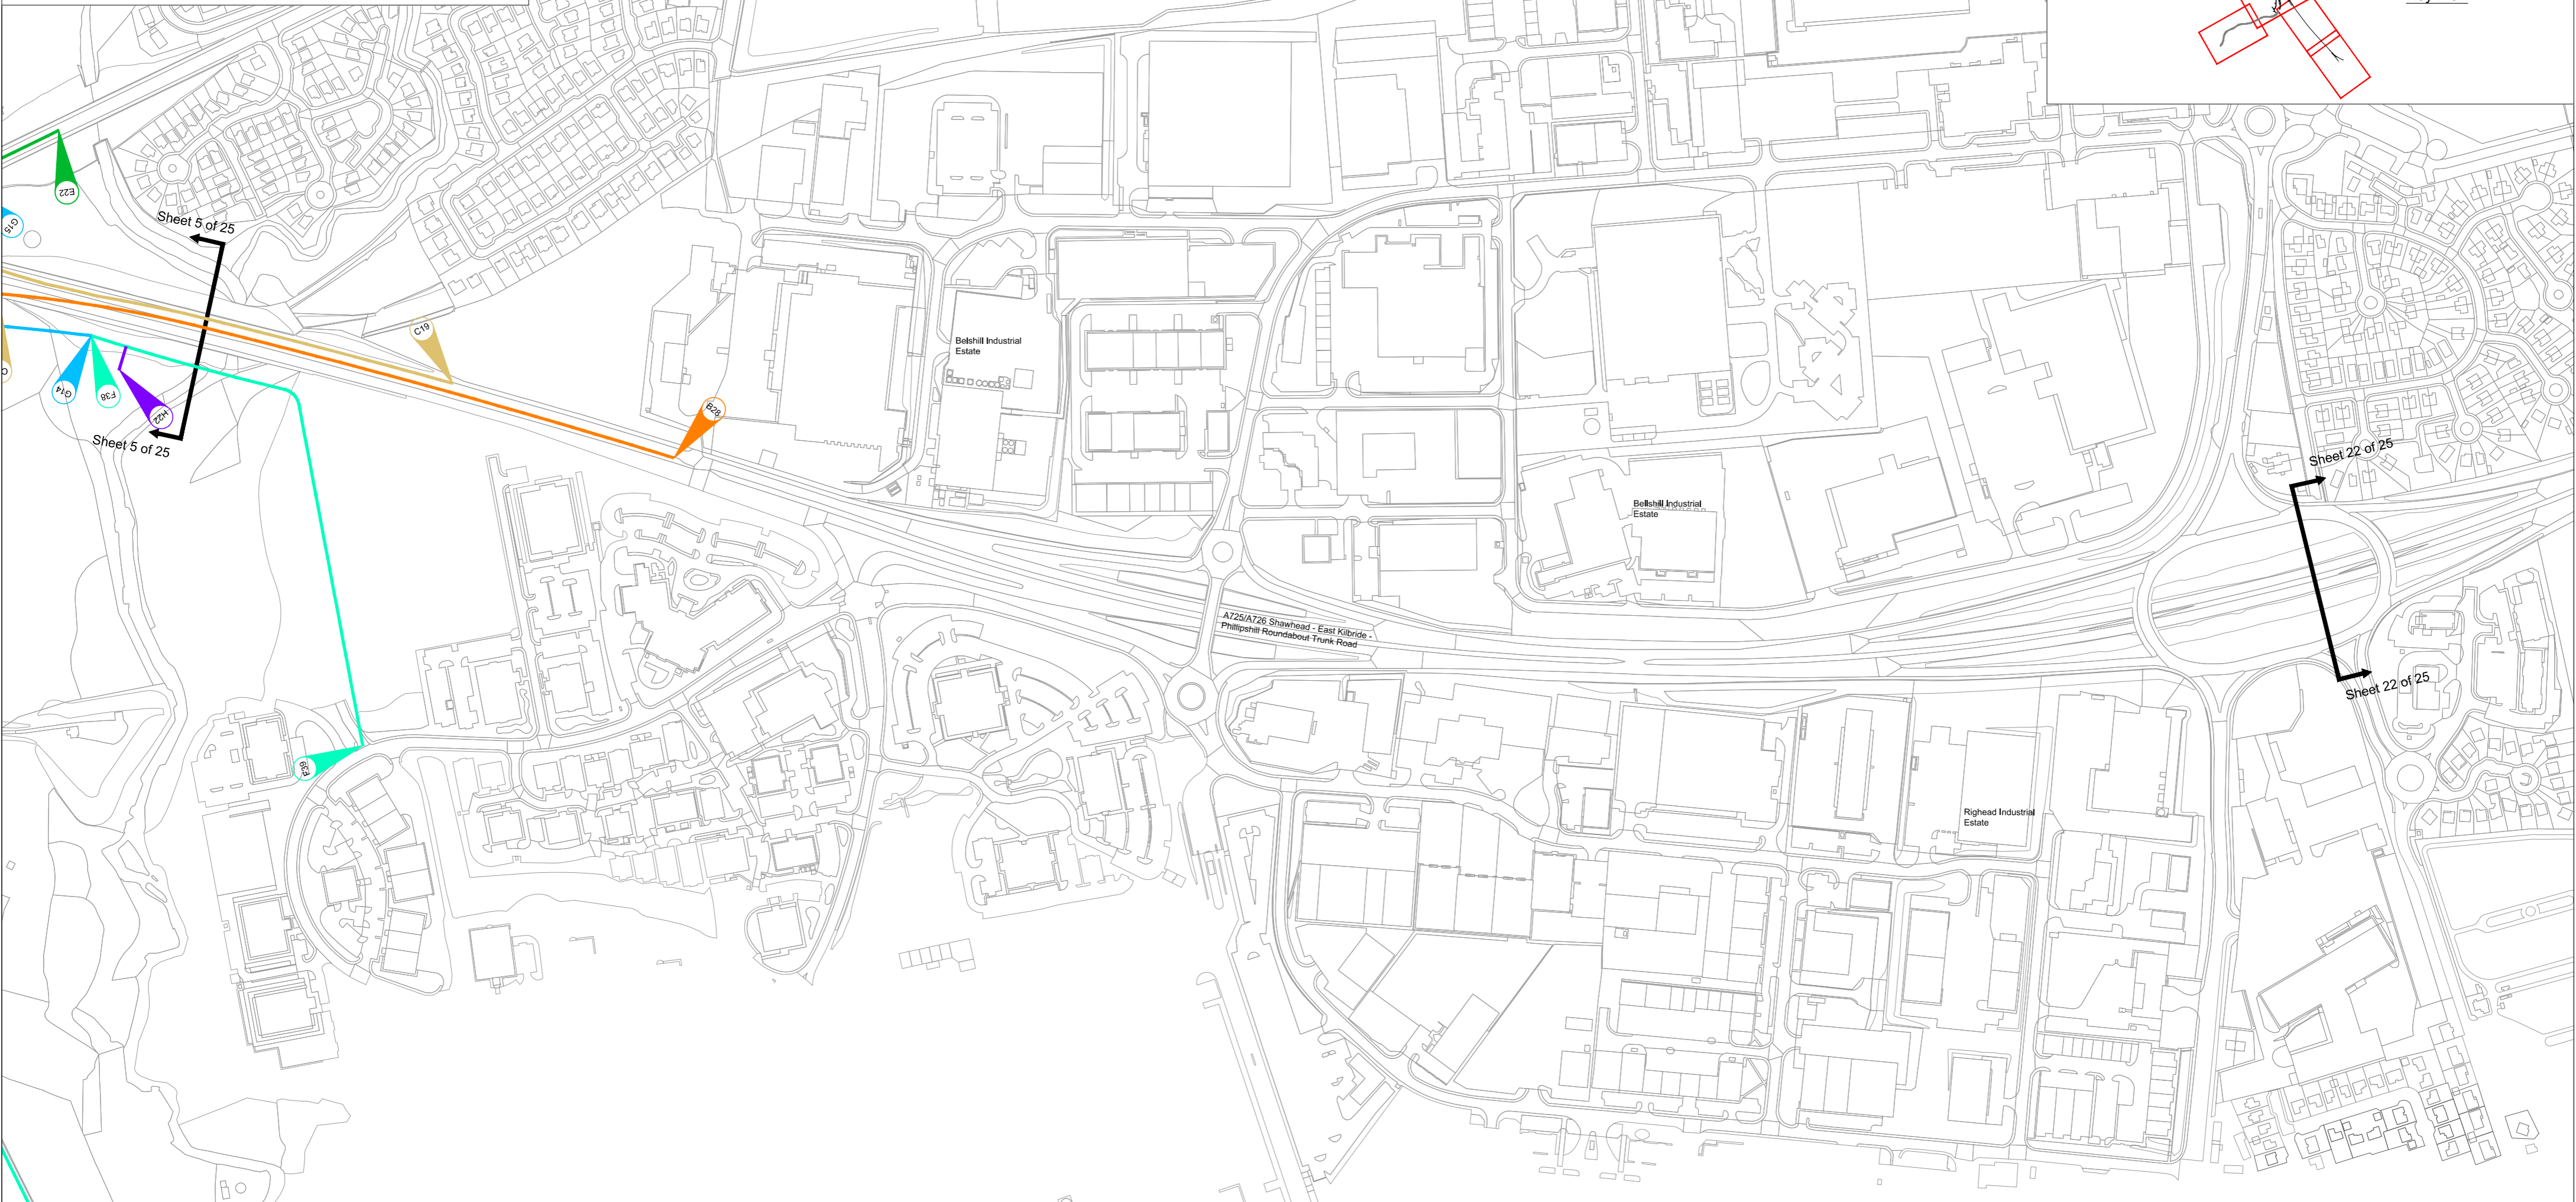 E22
G15
Sheet 5 of 25
C19
G14
F38
H22
Sheet 5 of 25
B28
Belshill Industrial
Estate
Bellshill Industrial
Estate
Sheet 22 of 25
A725/A726 Shawhead - East Kilbride -
Phillipshill Roundabout Trunk Road
Sheet 22 of 25
F39
Righead Industrial
Estate